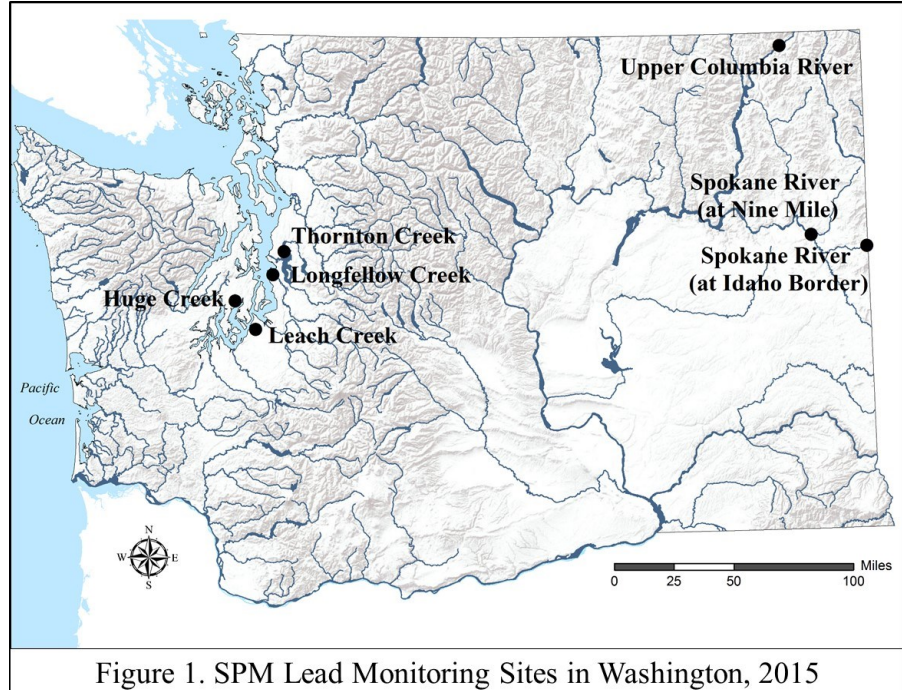 Upper Columbia River
Spokane River
(at Nine Mile)
Spokane River
(at Idaho Border)
Thornton Creek
Longfellow Creek
Huge Creek
Leach Creek
Pacific
Ocean
N
W E
S
0 25 50 100 Miles
Figure 1. SPM Lead Monitoring Sites in Washington, 2015